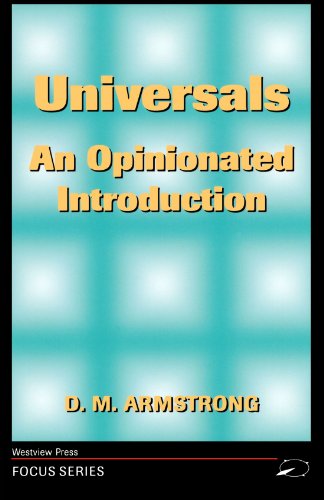 Universals
An Opinionated
Introduction
D. M. ARMSTRONG
Westview Press
FOCUS SERIES